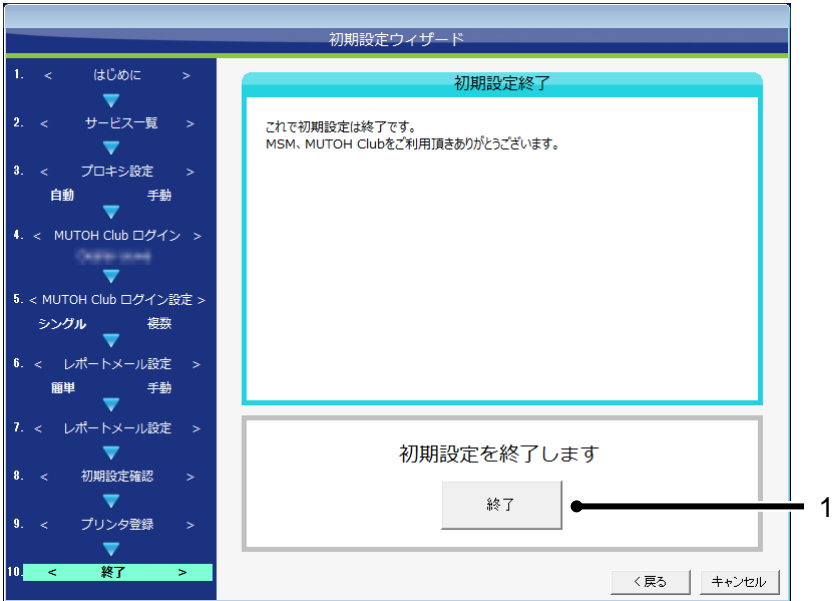 初期設定ウィザード
1. < はじめに >
2. < サービス一覧 >
3. < プロキシ設定 >
自動 手動
4. < MUTOH Club ログイン >
5. < MUTOH Club ログイン設定 >
シングル 複数
6. < レポートメール設定 >
簡単 手動
7. < レポートメール設定 >
8. < 初期設定確認 >
9. < プリンタ登録 >
10. < 終了 >
初期設定終了
これで初期設定は終了です。
MSM、MUTOH Clubをご利用頂きありがとうございます。
初期設定を終了します
終了
1
< 戻る キャンセル